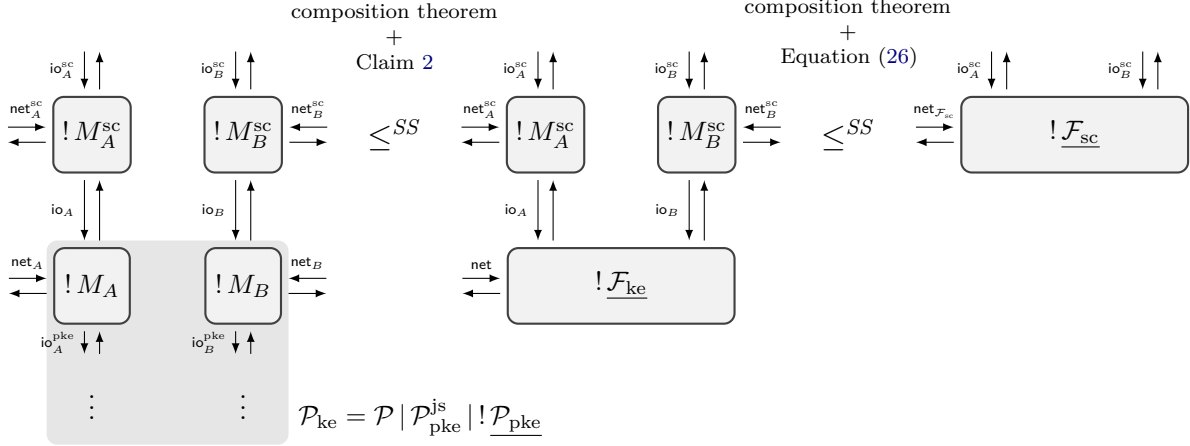 composition theorem
+
Claim 2
composition theorem
+
Equation (26)
io_A^sc io_B^sc io_A^sc io_B^sc io_A^sc io_B^sc
net_A^sc ! M_A^sc ! M_B^sc net_B^sc ≤^SS net_A^sc ! M_A^sc ! M_B^sc net_B^sc ≤^SS net_{𝓕_sc} ! 𝓕_sc
io_A io_B io_A io_B
net_A ! M_A ! M_B net_B net ! 𝓕_ke
io_A^pke io_B^pke
⋮ ⋮ 𝓟_ke = 𝓟 | 𝓟_pke^js | ! 𝓟_pke